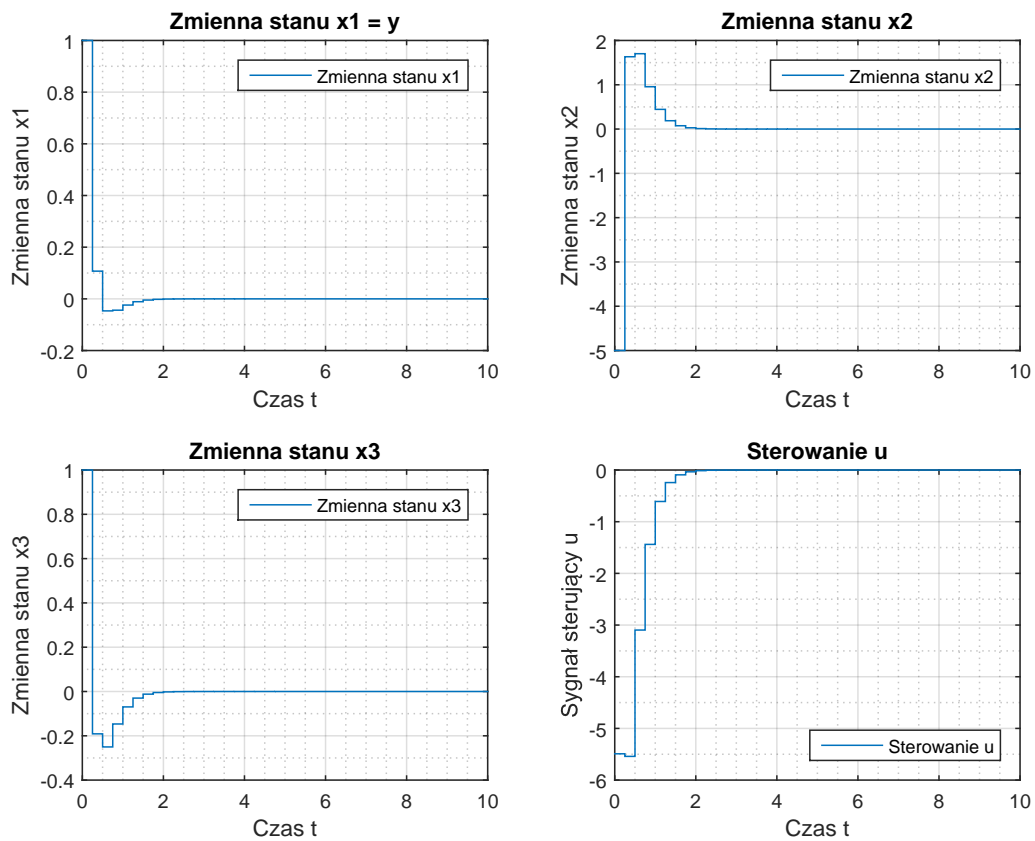 Zmienna stanu x1 = y
1
0.8
0.6
0.4
0.2
0
-0.2
Zmienna stanu x1
Zmienna stanu x1
0 2 4 6 8 10
Czas t
Zmienna stanu x2
2
1
0
-1
-2
-3
-4
-5
Zmienna stanu x2
Zmienna stanu x2
0 2 4 6 8 10
Czas t
Zmienna stanu x3
1
0.8
0.6
0.4
0.2
0
-0.2
-0.4
Zmienna stanu x3
Zmienna stanu x3
0 2 4 6 8 10
Czas t
Sterowanie u
0
-1
-2
-3
-4
-5
-6
Sygnał sterujący u
Sterowanie u
0 2 4 6 8 10
Czas t